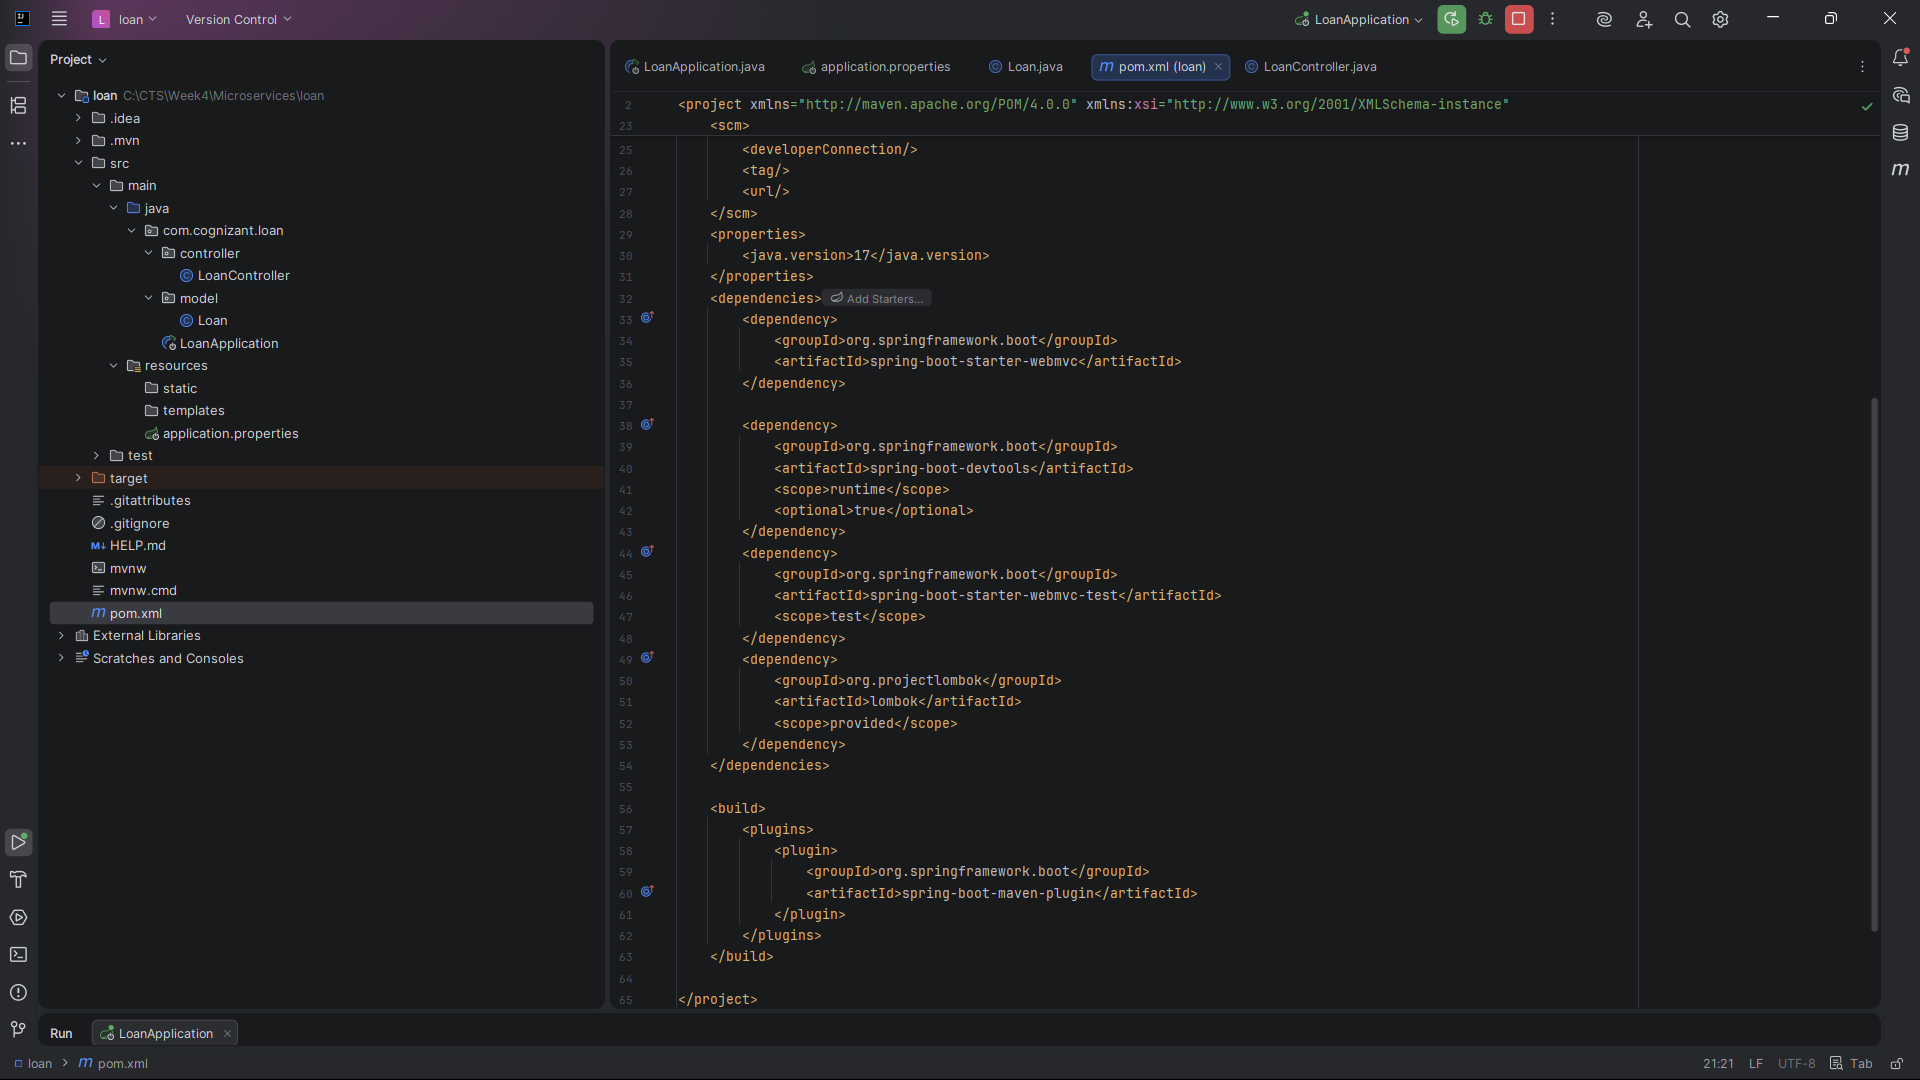 L loan Version Control LoanApplication
Project
loan C:\CTS\Week4\Microservices\loan
.idea
.mvn
src
main
java
com.cognizant.loan
controller
LoanController
model
Loan
LoanApplication
resources
static
templates
application.properties
test
target
.gitattributes
.gitignore
HELP.md
mvnw
mvnw.cmd
pom.xml
External Libraries
Scratches and Consoles
LoanApplication.java application.properties Loan.java pom.xml (loan) LoanController.java
2 <project xmlns="http://maven.apache.org/POM/4.0.0" xmlns:xsi="http://www.w3.org/2001/XMLSchema-instance"
23 <scm>
25 <developerConnection/>
26 <tag/>
27 <url/>
28 </scm>
29 <properties>
30 <java.version>17</java.version>
31 </properties>
32 <dependencies> Add Starters...
33 <dependency>
34 <groupId>org.springframework.boot</groupId>
35 <artifactId>spring-boot-starter-webmvc</artifactId>
36 </dependency>
37
38 <dependency>
39 <groupId>org.springframework.boot</groupId>
40 <artifactId>spring-boot-devtools</artifactId>
41 <scope>runtime</scope>
42 <optional>true</optional>
43 </dependency>
44 <dependency>
45 <groupId>org.springframework.boot</groupId>
46 <artifactId>spring-boot-starter-webmvc-test</artifactId>
47 <scope>test</scope>
48 </dependency>
49 <dependency>
50 <groupId>org.projectlombok</groupId>
51 <artifactId>lombok</artifactId>
52 <scope>provided</scope>
53 </dependency>
54 </dependencies>
55
56 <build>
57 <plugins>
58 <plugin>
59 <groupId>org.springframework.boot</groupId>
60 <artifactId>spring-boot-maven-plugin</artifactId>
61 </plugin>
62 </plugins>
63 </build>
64
65 </project>
Run LoanApplication
loan > pom.xml 21:21 LF UTF-8 Tab